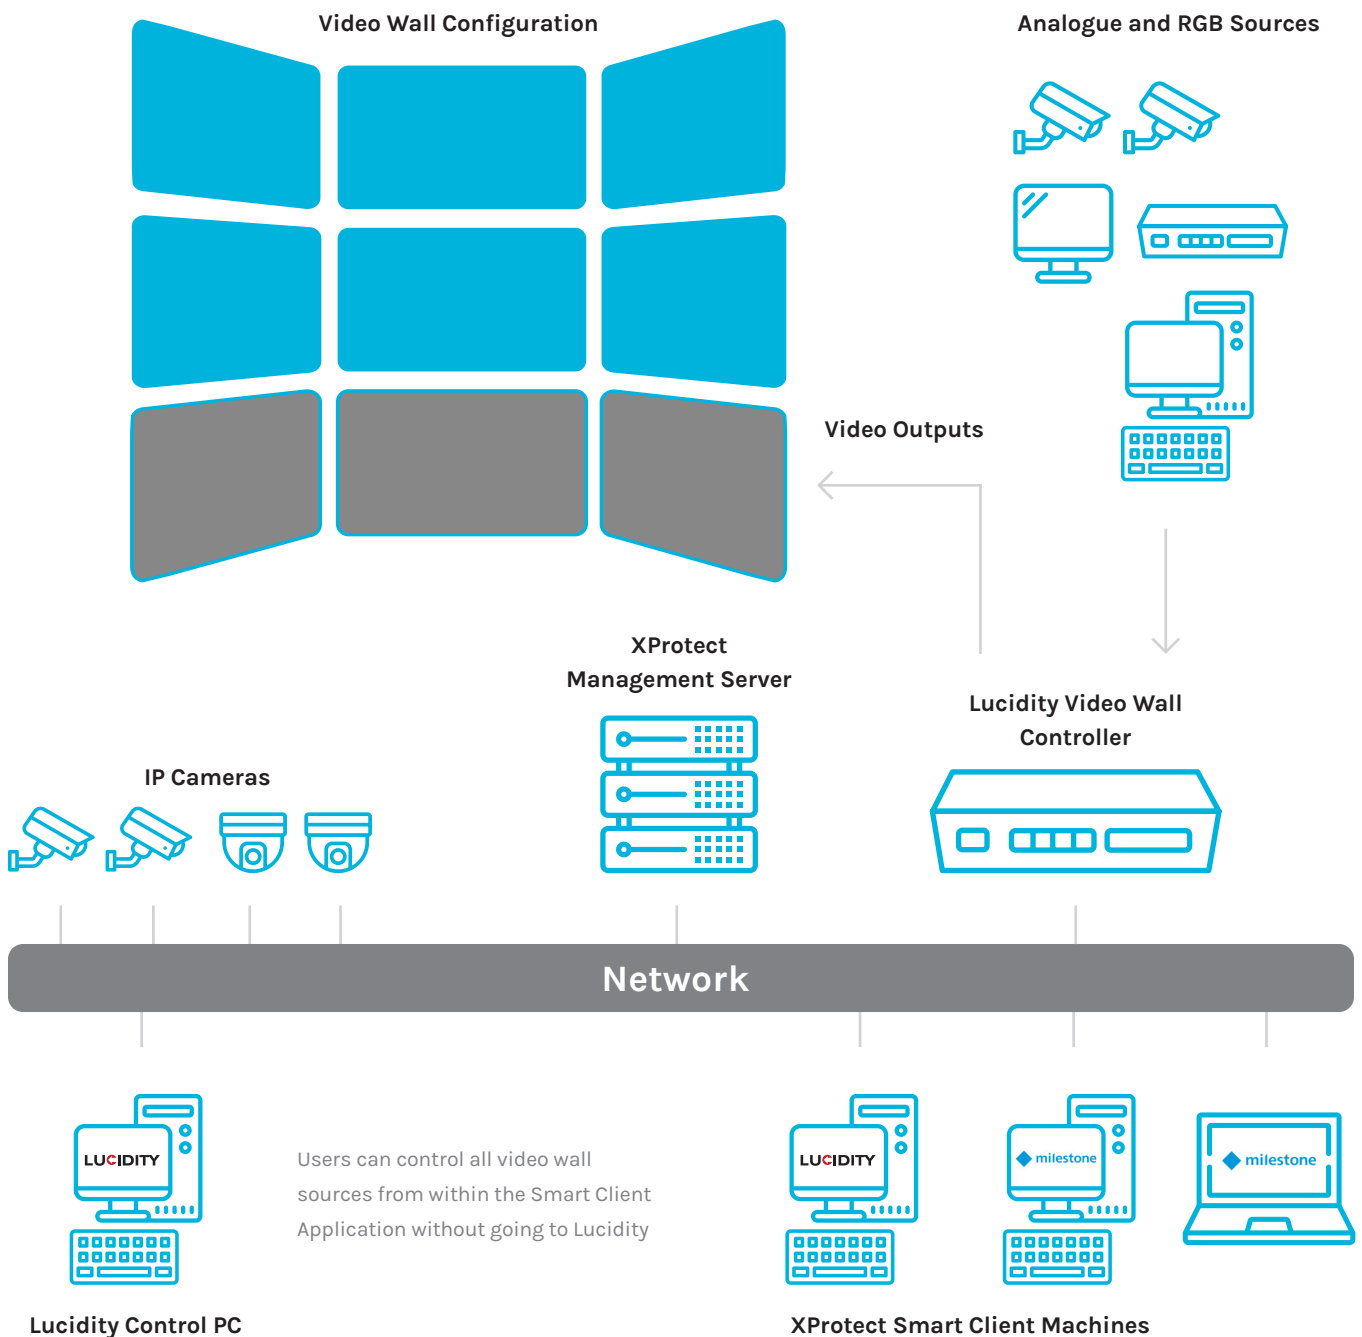 Video Wall Configuration
Analogue and RGB Sources
Video Outputs
XProtect
Management Server
Lucidity Video Wall
Controller
IP Cameras
Network
LUCIDITY
Users can control all video wall
sources from within the Smart Client
Application without going to Lucidity
LUCIDITY
milestone
milestone
Lucidity Control PC
XProtect Smart Client Machines